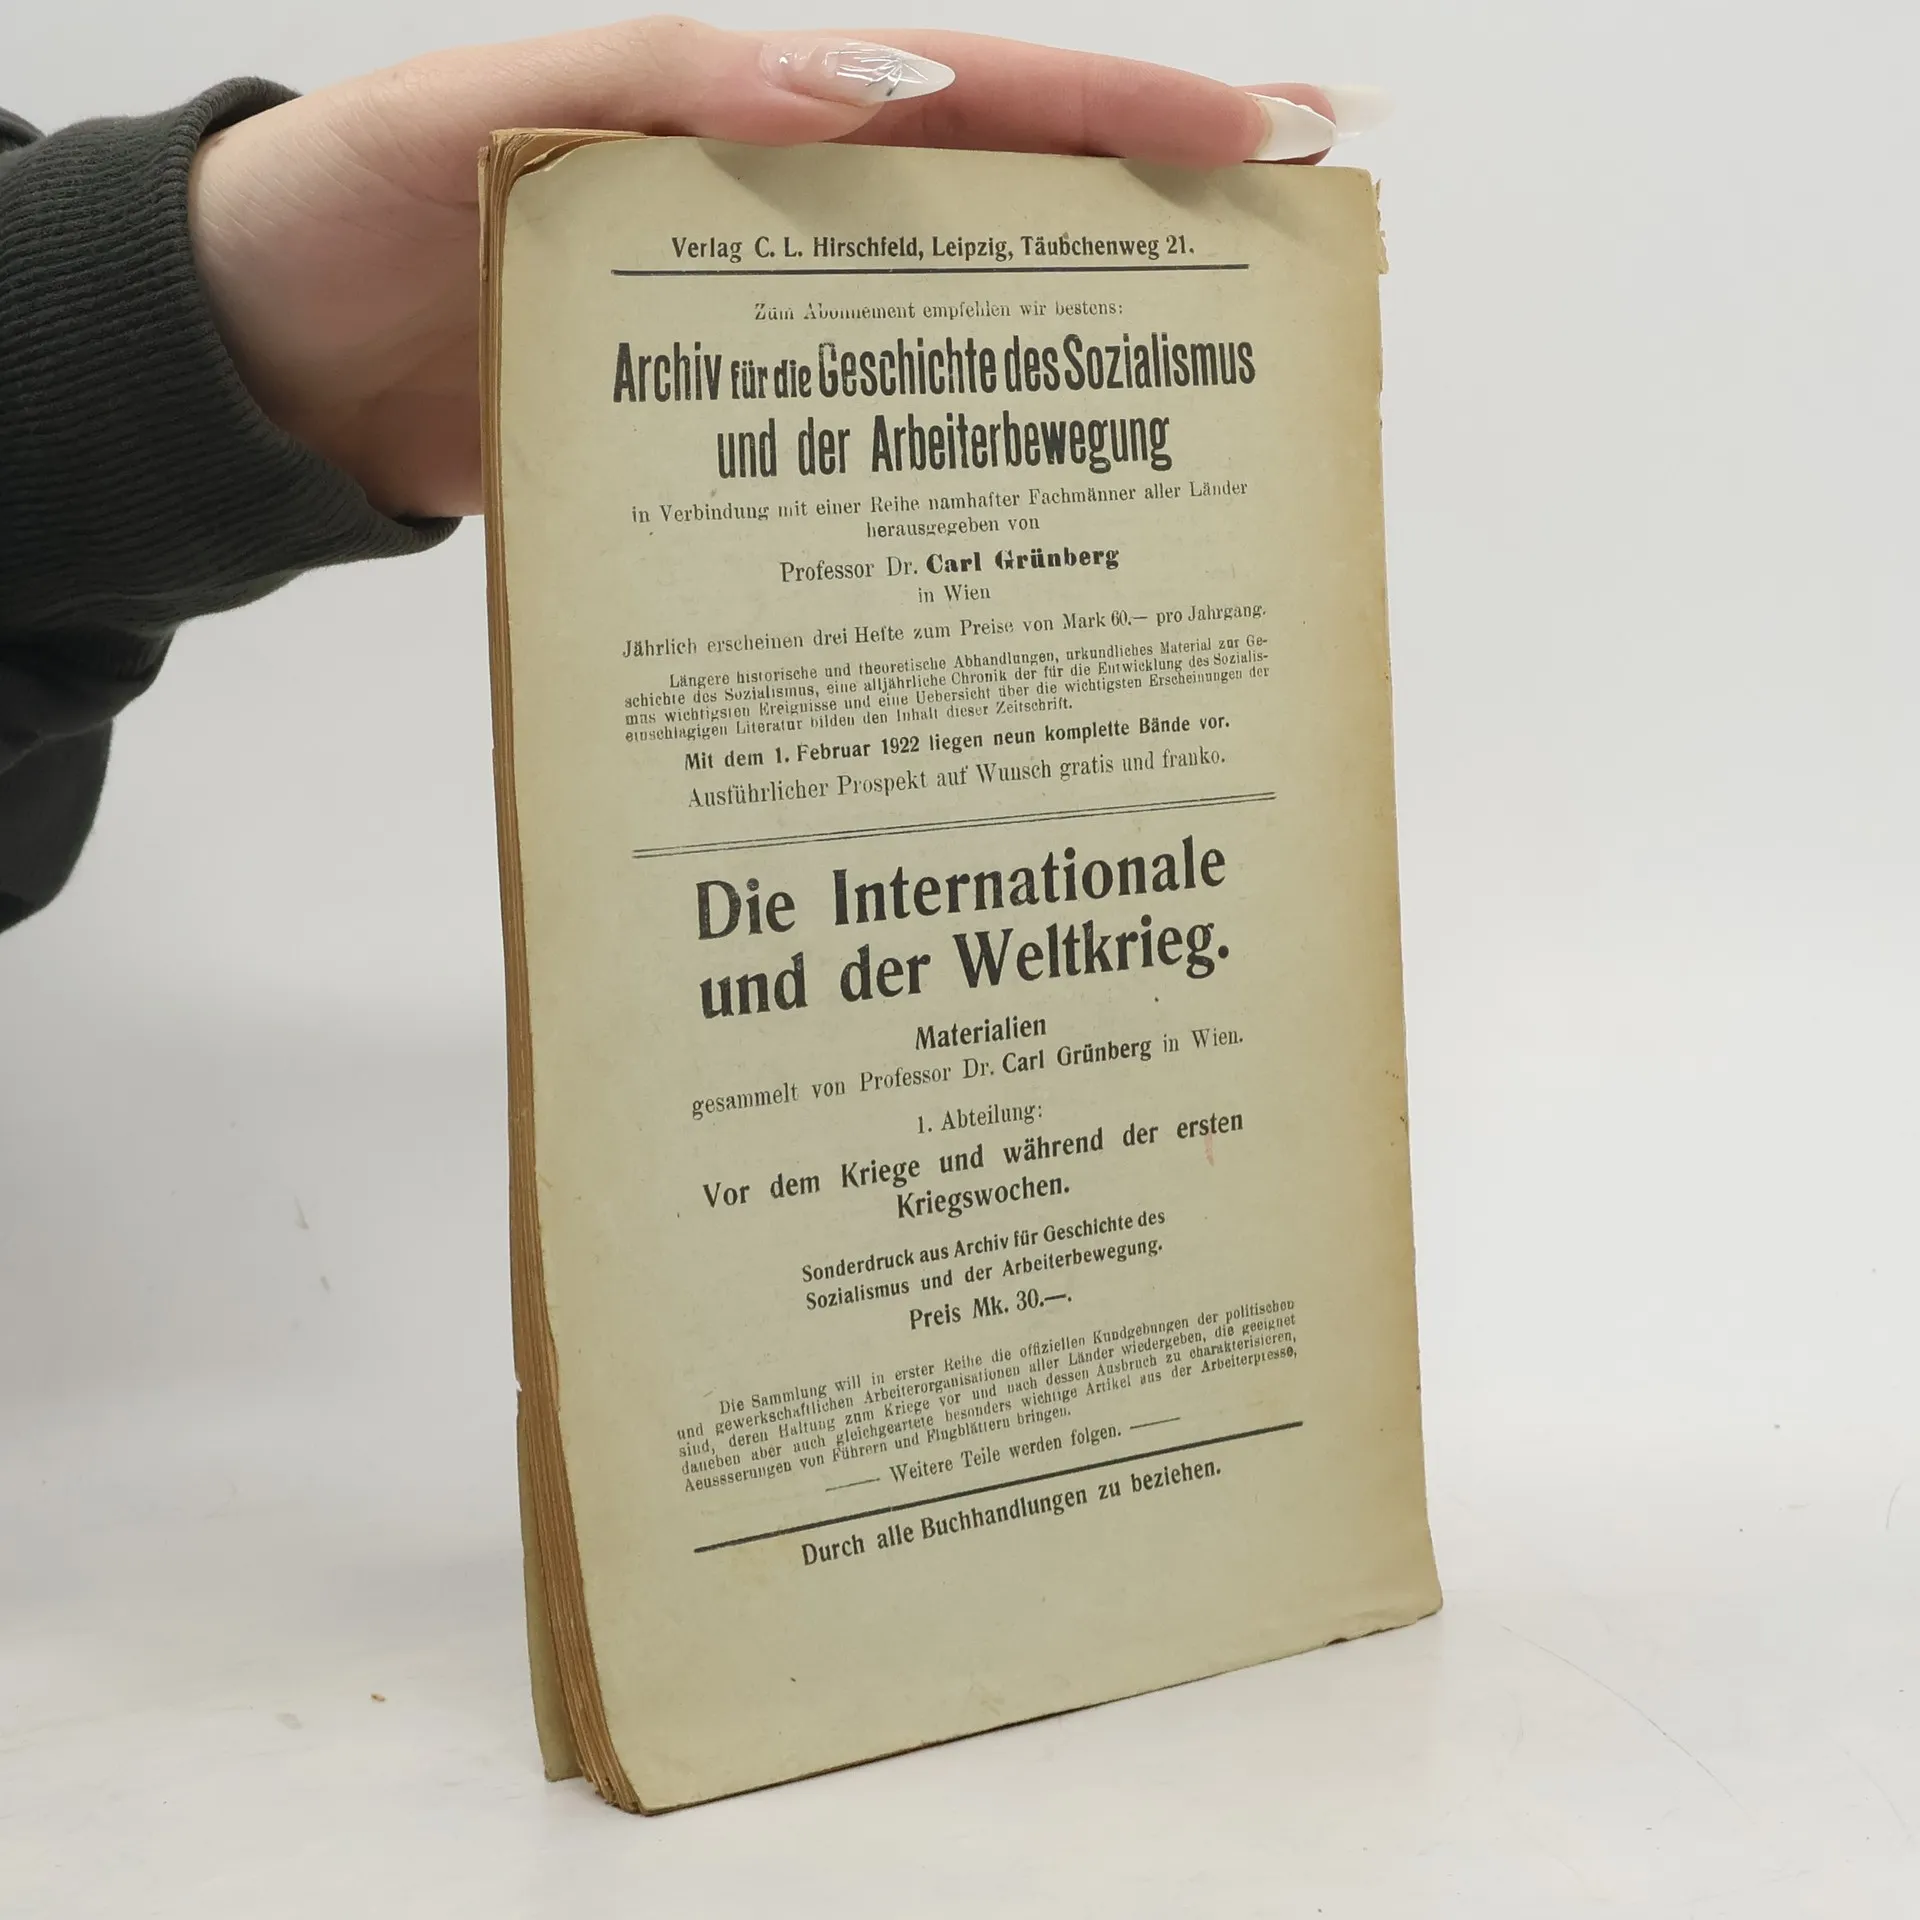 Verlag C. L. Hirschfeld, Leipzig, Täubchenweg 21.
Zum Abonnement empfehlen wir bestens:
Archiv für die Geschichte des Sozialismus
und der Arbeiterbewegung
in Verbindung mit einer Reihe namhafter Fachmänner aller Länder
herausgegeben von
Professor Dr. Carl Grünberg
in Wien
Jährlich erscheinen drei Hefte zum Preise von Mark 60.— pro Jahrgang.
Längere historische und theoretische Abhandlungen, urkundliches Material zur Ge-
schichte des Sozialismus, eine alljährliche Chronik der für die Entwicklung des Sozialis-
mus wichtigsten Ereignisse und eine Uebersicht über die wichtigsten Erscheinungen der
einschlägigen Literatur bilden den Inhalt dieser Zeitschrift.
Mit dem 1. Februar 1922 liegen neun komplette Bände vor.
Ausführlicher Prospekt auf Wunsch gratis und franko.
Die Internationale
und der Weltkrieg.
Materialien
gesammelt von Professor Dr. Carl Grünberg in Wien.
1. Abteilung:
Vor dem Kriege und während der ersten
Kriegswochen.
Sonderdruck aus Archiv für Geschichte des
Sozialismus und der Arbeiterbewegung.
Preis Mk. 30.—.
Die Sammlung will in erster Reihe die offiziellen Kundgebungen der politischen
und gewerkschaftlichen Arbeiterorganisationen aller Länder wiedergeben, die geeignet
sind, deren Haltung zum Kriege vor und nach dessen Ausbruch zu charakterisieren,
daneben aber auch gleichgeartete besonders wichtige Artikel aus der Arbeiterpresse,
Aeusserungen von Führern und Flugblättern bringen.
—— Weitere Teile werden folgen. ——
Durch alle Buchhandlungen zu beziehen.